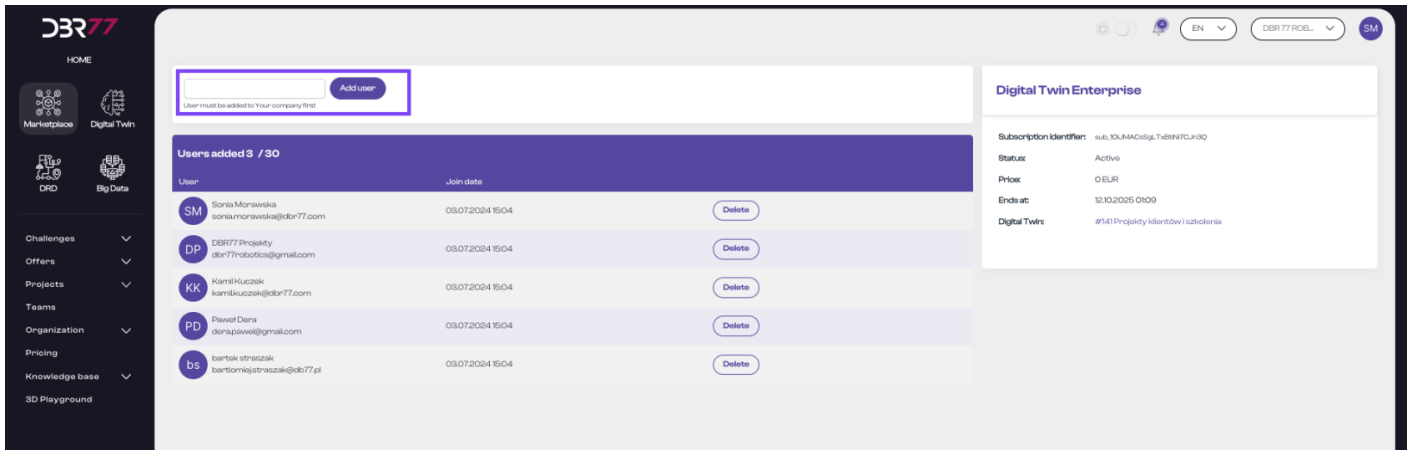 DBR77
HOME
Marketplace
Digital Twin
DRD
Big Data
Challenges
Offers
Projects
Teams
Organization
Pricing
Knowledge base
3D Playground
EN
DBR77 ROB...
SM
Add user
User must be added to Your company first
Users added 3 / 30
User Join date
SM Sonia Morawska 03.07.2024 15:04 Delete
sonia.morawska@dbr77.com
DP DBR77 Projekty 03.07.2024 15:04 Delete
dbr77robotics@gmail.com
KK Kamil Kuczek 03.07.2024 15:04 Delete
kamil.kuczek@dbr77.com
PD Paweł Dera 03.07.2024 15:04 Delete
dera.pawel@gmail.com
bs bartek straszak 03.07.2024 15:04 Delete
bartlomiej.straszak@db77.pl
Digital Twin Enterprise
Subscription identifier:
Status: Active
Price: 0 EUR
Ends at: 12.10.2025 01:09
Digital Twin: #141 Projekty klientów i szkolenia